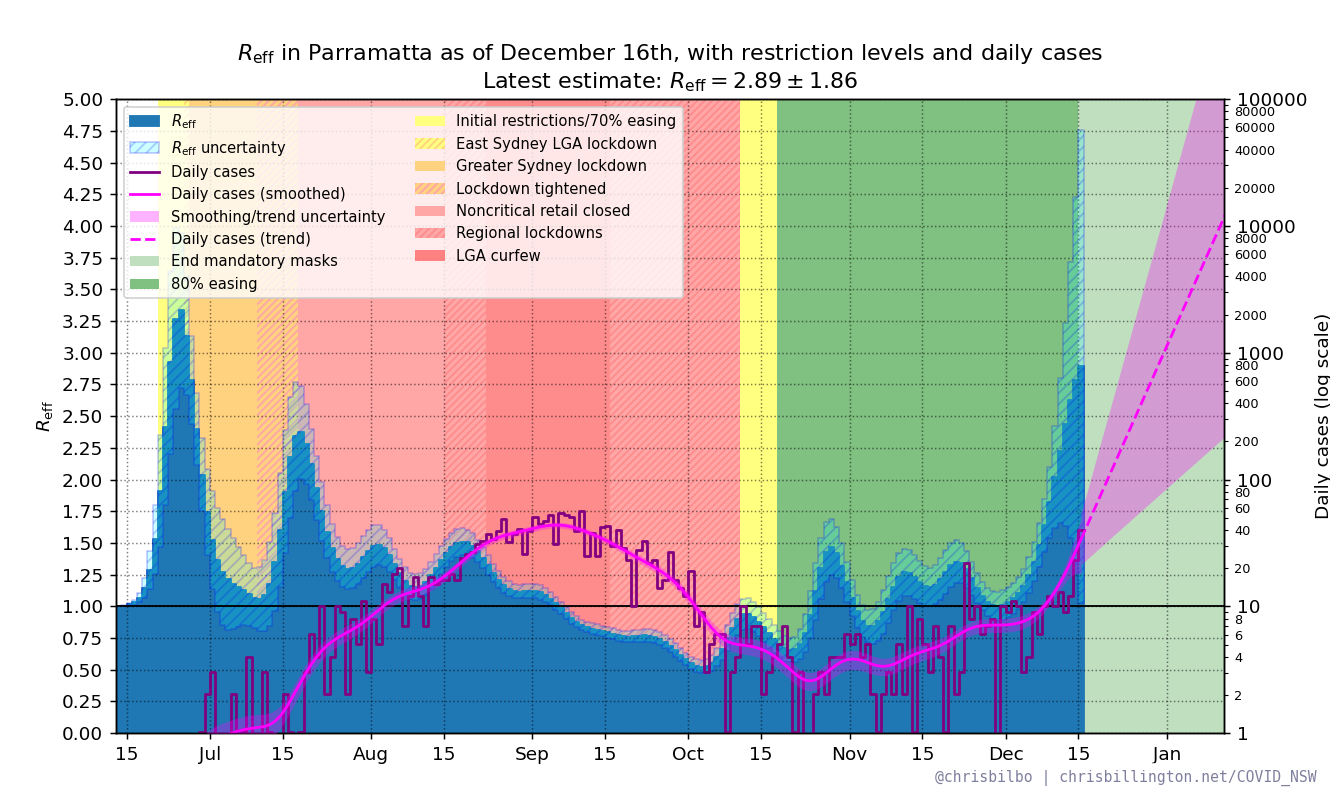 Reff in Parramatta as of December 16th, with restriction levels and daily cases
Latest estimate: Reff = 2.89 ± 1.86
5.00
4.75
4.50
4.25
4.00
3.75
3.50
3.25
3.00
2.75
2.50
2.25
2.00
1.75
1.50
1.25
1.00
0.75
0.50
0.25
0.00
Reff
Reff
Reff uncertainty
Daily cases
Daily cases (smoothed)
Smoothing/trend uncertainty
Daily cases (trend)
End mandatory masks
80% easing
Initial restrictions/70% easing
East Sydney LGA lockdown
Greater Sydney lockdown
Lockdown tightened
Noncritical retail closed
Regional lockdowns
LGA curfew
100000
80000
60000
40000
20000
10000
8000
6000
4000
2000
1000
800
600
400
200
100
80
60
40
20
10
8
6
4
2
1
Daily cases (log scale)
15 Jul 15 Aug 15 Sep 15 Oct 15 Nov 15 Dec 15 Jan
@chrisbilbo | chrisbillington.net/COVID_NSW